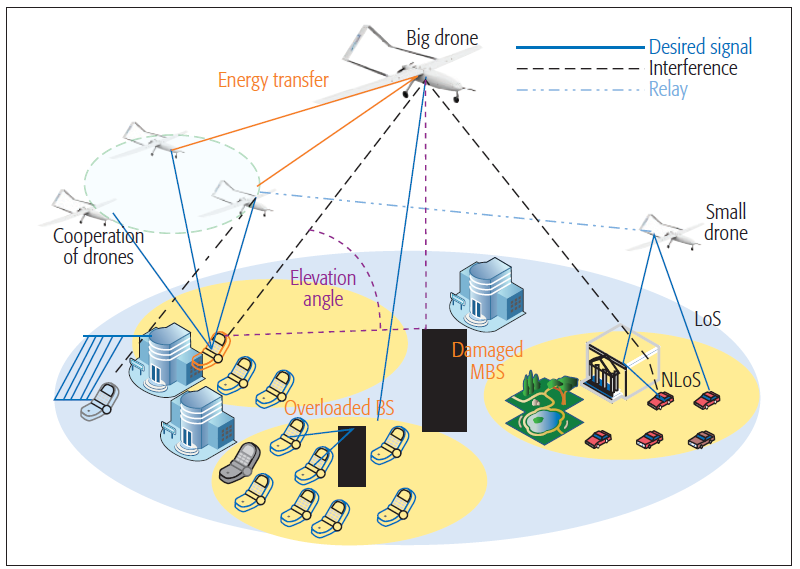 Big drone
Desired signal
Interference
Relay
Energy transfer
Small
drone
Cooperation
of drones
Elevation
angle
LoS
Damaged
MBS
NLoS
Overloaded BS